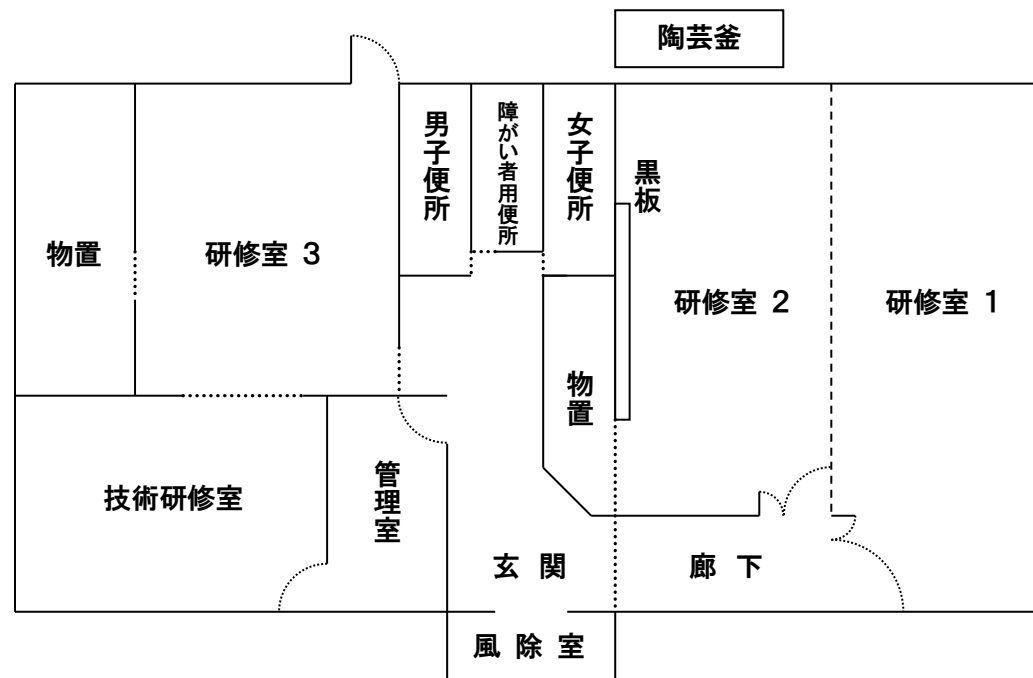 陶芸釜
男子便所
障がい者用便所
女子便所
黒板
物置
研修室 3
研修室 2
研修室 1
物置
技術研修室
管理室
玄 関
廊 下
風 除 室